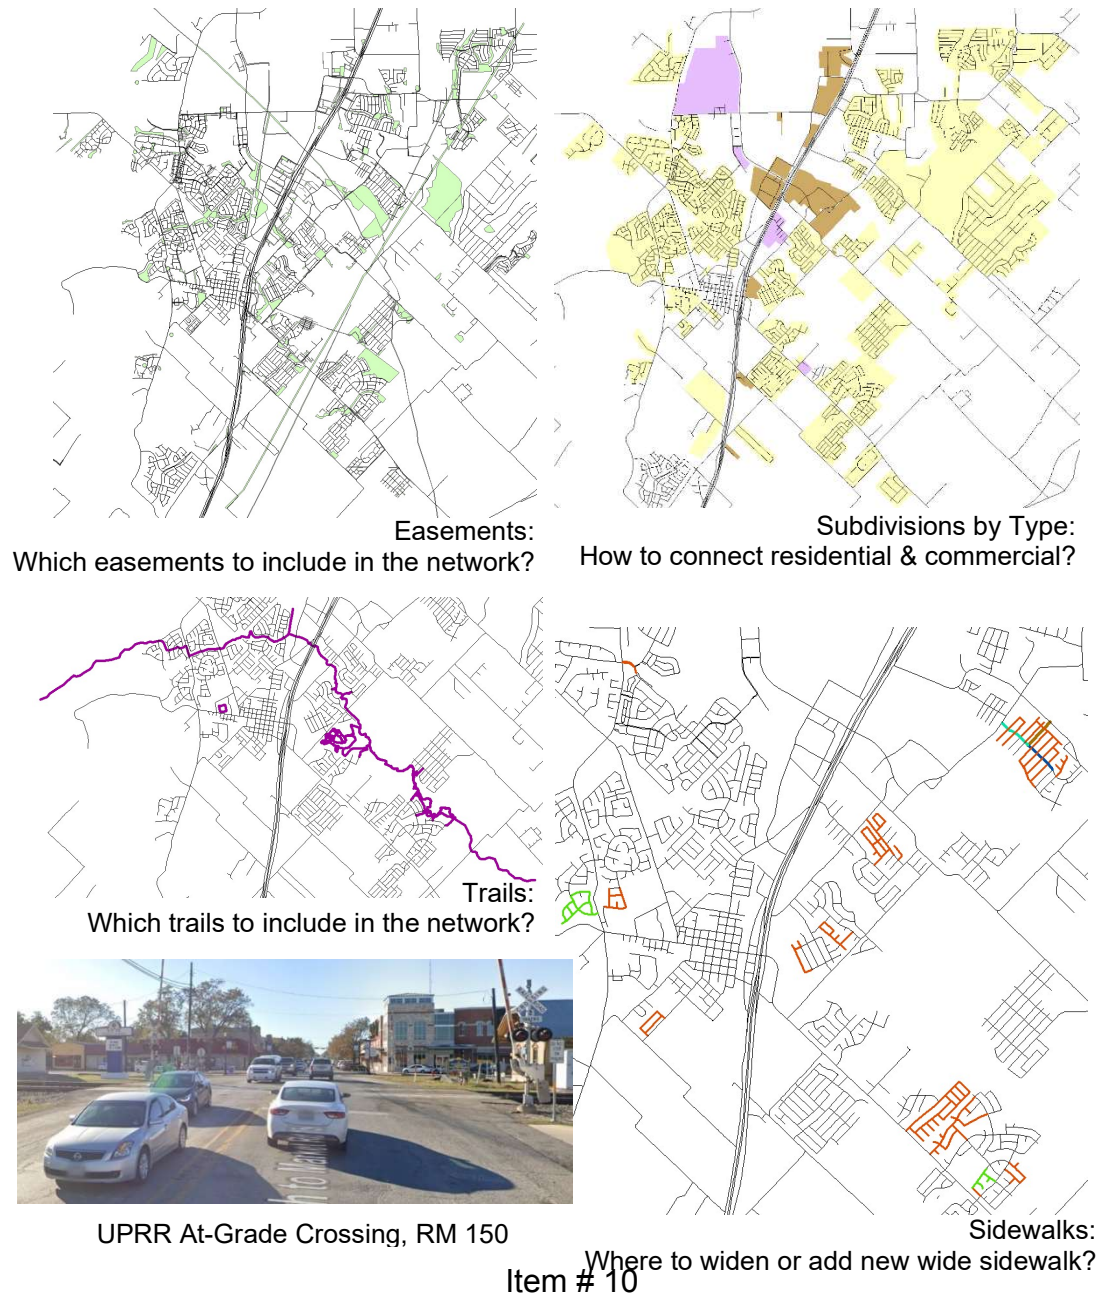 Easements:
Which easements to include in the network?
Subdivisions by Type:
How to connect residential & commercial?
Trails:
Which trails to include in the network?
h to Main
UPRR At-Grade Crossing, RM 150
Sidewalks:
Where to widen or add new wide sidewalk?
Item # 10